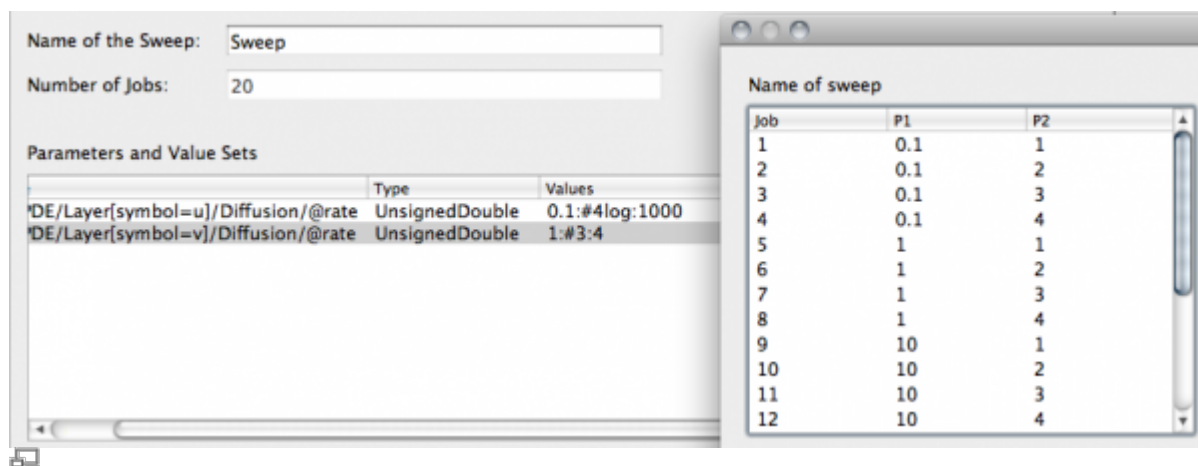 Name of the Sweep: Sweep
Number of Jobs: 20
Parameters and Value Sets
Type Values
DE/Layer[symbol=u]/Diffusion/@rate UnsignedDouble 0.1:#4log:1000
DE/Layer[symbol=v]/Diffusion/@rate UnsignedDouble 1:#3:4
Name of sweep
Job P1 P2
1 0.1 1
2 0.1 2
3 0.1 3
4 0.1 4
5 1 1
6 1 2
7 1 3
8 1 4
9 10 1
10 10 2
11 10 3
12 10 4